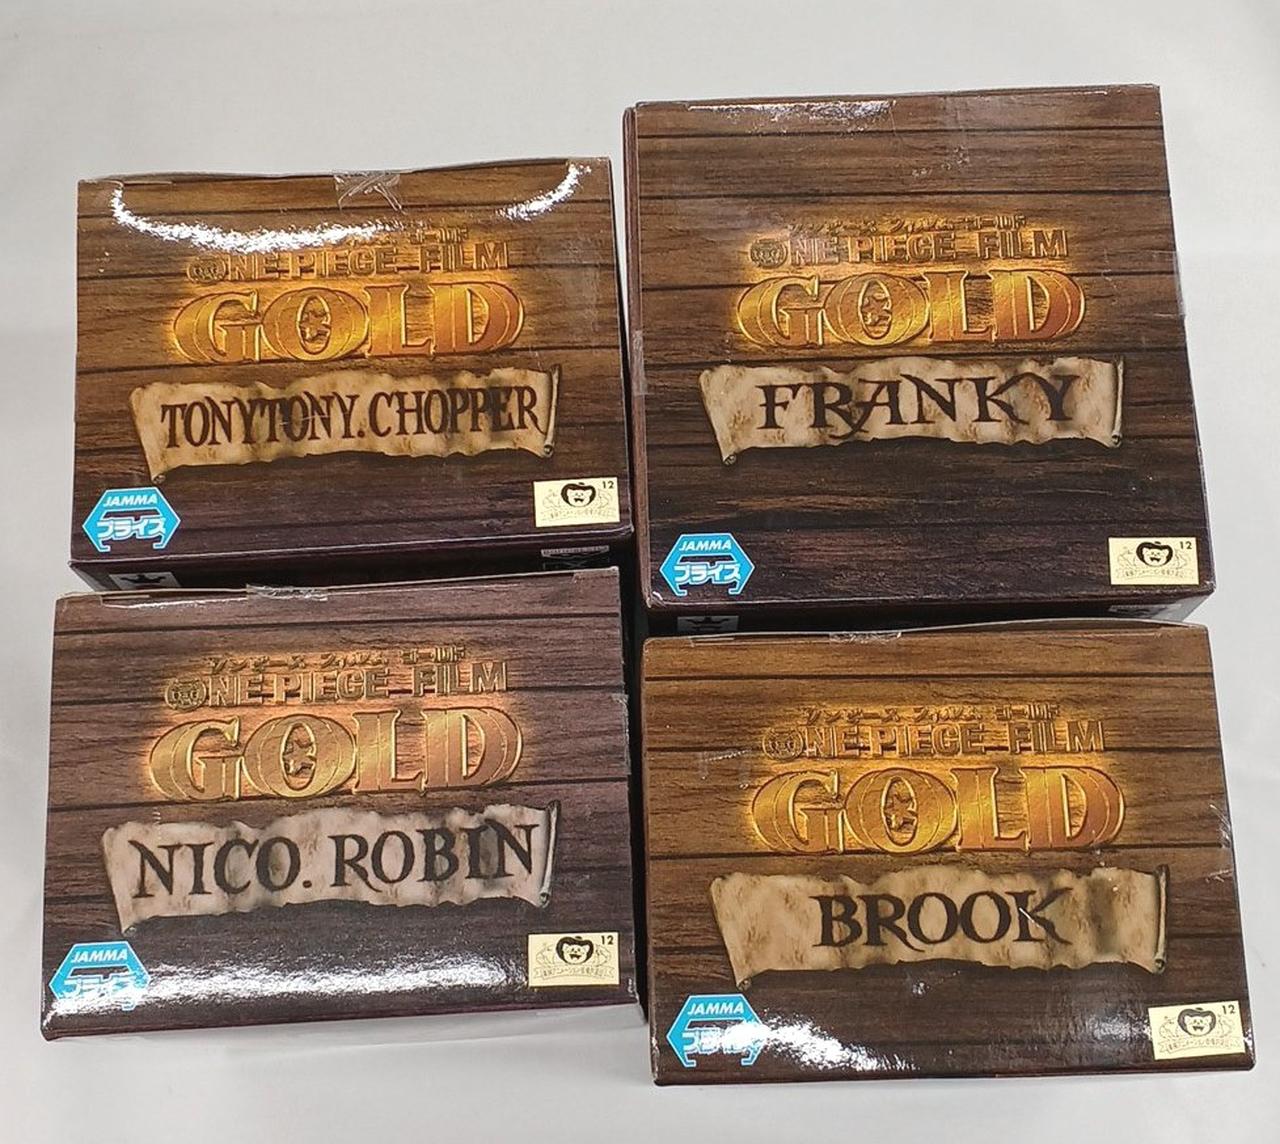 ワンピース フィルム ゴールド
ONE PIECE FILM
GOLD
TONYTONY.CHOPPER
JAMMA
プライズ
12
ワンピース フィルム ゴールド
ONE PIECE FILM
GOLD
FRANKY
JAMMA
プライズ
12
ワンピース フィルム ゴールド
ONE PIECE FILM
GOLD
NICO. ROBIN
JAMMA
プライズ
12
ワンピース フィルム ゴールド
ONE PIECE FILM
GOLD
BROOK
JAMMA
プライズ
12